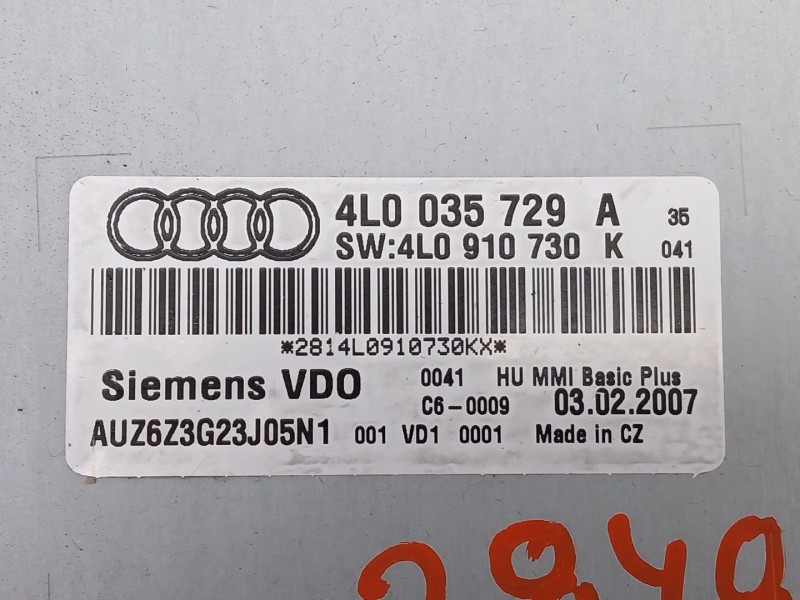 4L0 035 729 A 35
SW:4L0 910 730 K 041
*2814L0910730KX*
Siemens VDO 0041 HU MMI Basic Plus
C6-0009 03.02.2007
AUZ6Z3G23J05N1 001 VD1 0001 Made in CZ